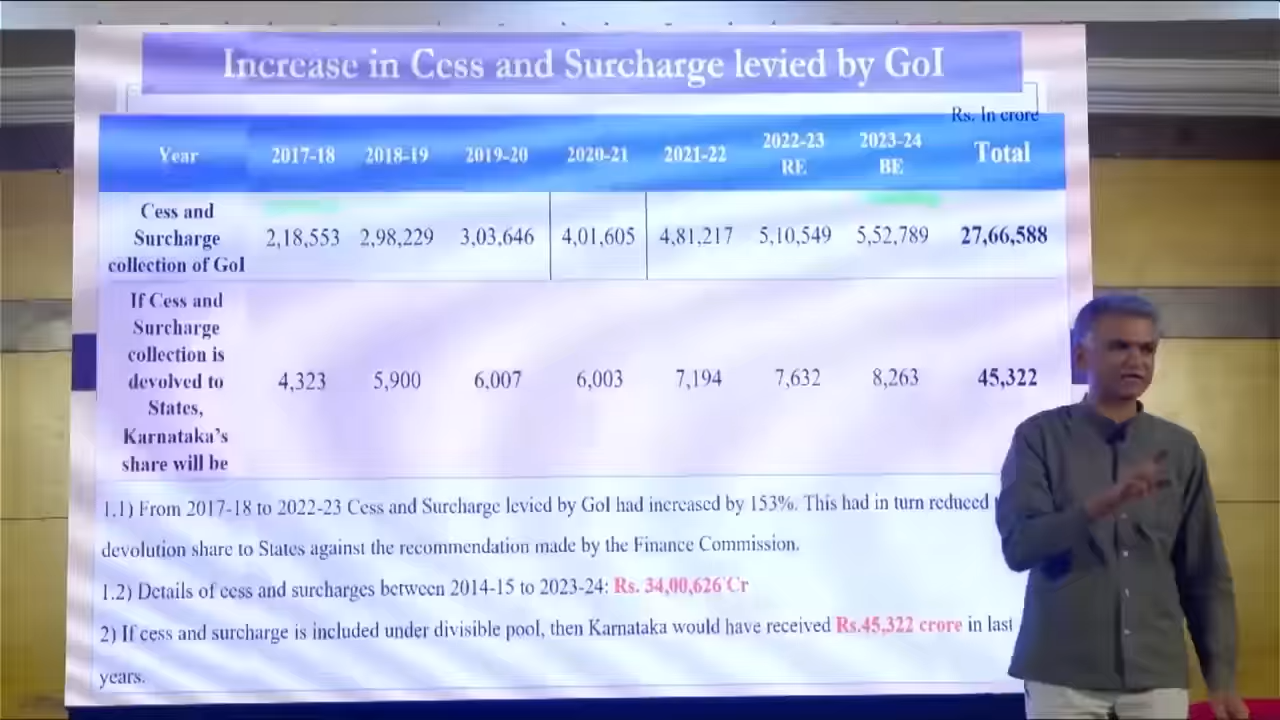 Increase in Cess and Surcharge levied by GoI
Rs. In crore
Year 2017-18 2018-19 2019-20 2020-21 2021-22 2022-23 RE 2023-24 BE Total
Cess and
Surcharge
collection of GoI
2,18,553 2,98,229 3,03,646 4,01,605 4,81,217 5,10,549 5,52,789 27,66,588
If Cess and
Surcharge
collection is
devolved to
States,
Karnataka's
share will be
4,323 5,900 6,007 6,003 7,194 7,632 8,263 45,322
1.1) From 2017-18 to 2022-23 Cess and Surcharge levied by GoI had increased by 153%. This had in turn reduced
devolution share to States against the recommendation made by the Finance Commission.
1.2) Details of cess and surcharges between 2014-15 to 2023-24: Rs. 34,00,626 Cr
2) If cess and surcharge is included under divisible pool, then Karnataka would have received Rs.45,322 crore in last
years.